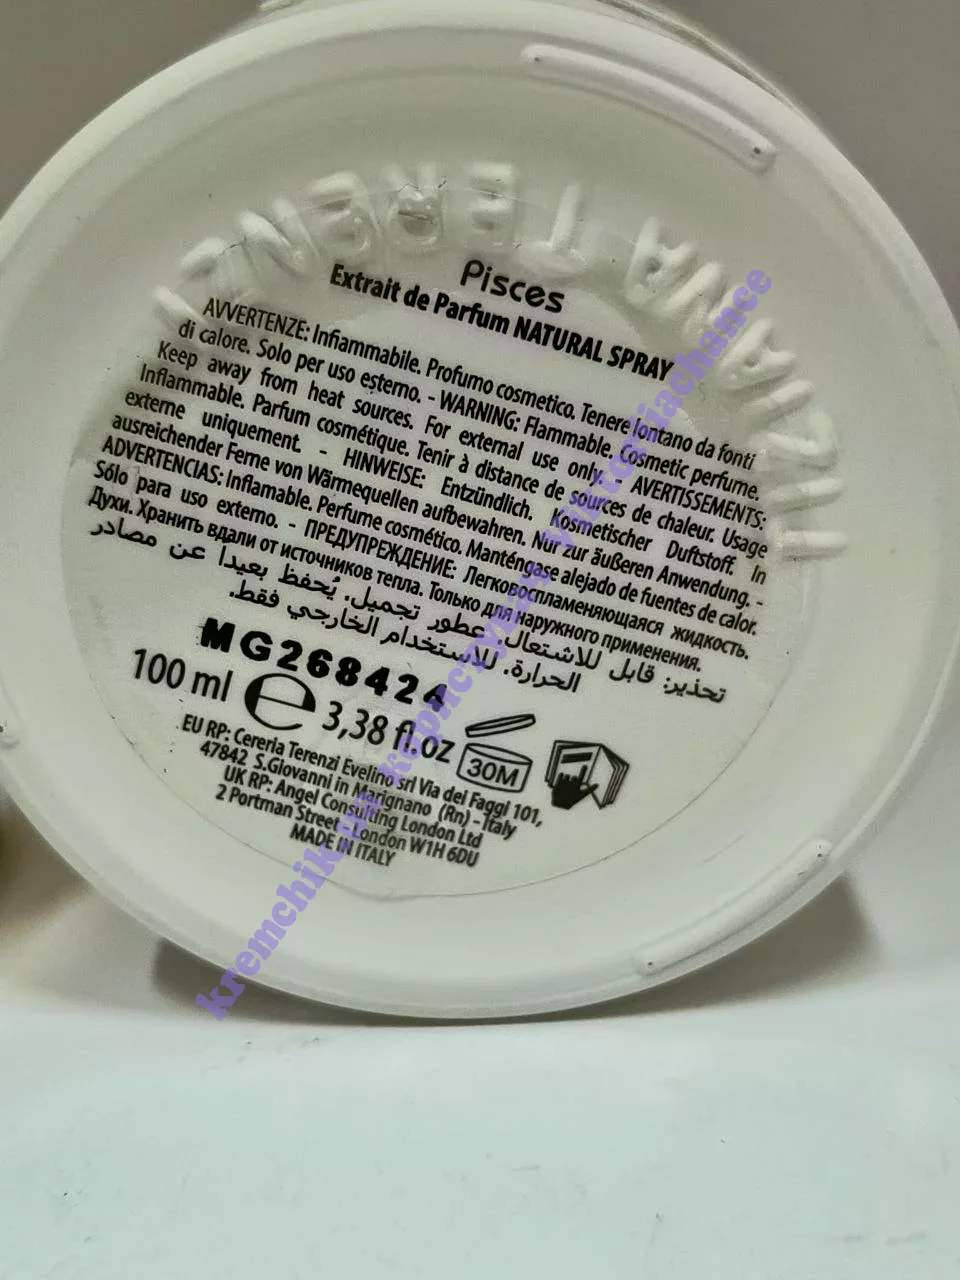 TIZIANA TERENZI
Pisces
Extrait de Parfum NATURAL SPRAY
AVVERTENZE: Infiammabile. Profumo cosmetico. Tenere lontano da fonti
di calore. Solo per uso esterno. - WARNING: Flammable. Cosmetic perfume.
Keep away from heat sources. For external use only. - AVERTISSEMENTS:
Inflammable. Parfum cosmétique. Tenir à distance de sources de chaleur. Usage
externe uniquement. - HINWEISE: Entzündlich. Kosmetischer Duftstoff. In
ausreichender Ferne von Wärmequellen aufbewahren. Nur zur äußeren Anwendung. -
ADVERTENCIAS: Inflamable. Perfume cosmético. Manténgase alejado de fuentes de calor.
Sólo para uso externo. - ПРЕДУПРЕЖДЕНИЕ: Легковоспламеняющаяся жидкость.
Духи. Хранить вдали от источников тепла. Только для наружного применения.
تحذير: قابل للاشتعال. عطور تجميل. يُحفظ بعيدا عن مصادر
الحرارة. للاستخدام الخارجي فقط.
MG268424
100 ml e 3,38 fl.oz 30M
EU RP: Cereria Terenzi Evelino srl Via del Faggi 101,
47842 S.Giovanni in Marignano (Rn) - Italy
UK RP: Angel Consulting London Ltd
2 Portman Street - London W1H 6DU
MADE IN ITALY